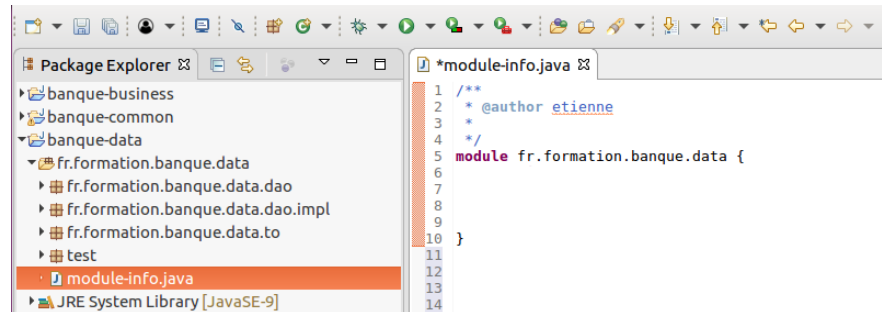 Package Explorer
banque-business
banque-common
banque-data
fr.formation.banque.data
fr.formation.banque.data.dao
fr.formation.banque.data.dao.impl
fr.formation.banque.data.to
test
module-info.java
JRE System Library [JavaSE-9]
*module-info.java
1 /**
2 * @author etienne
3 *
4 */
5 module fr.formation.banque.data {
6
7
8
9
10 }
11
12
13
14